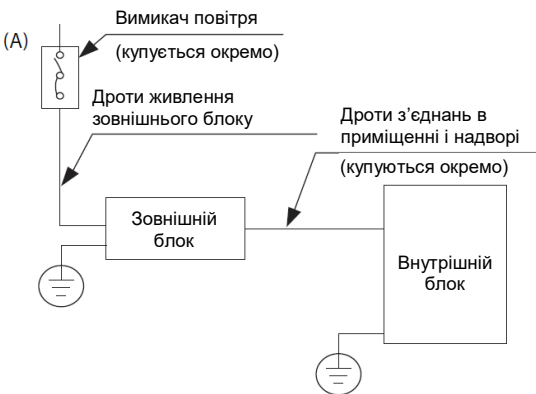 (A)
Вимикач повітря
(купується окремо)
Дроти живлення
зовнішнього блоку
Дроти з’єднань в
приміщенні і надворі
(купуються окремо)
Зовнішній
блок
Внутрішній
блок